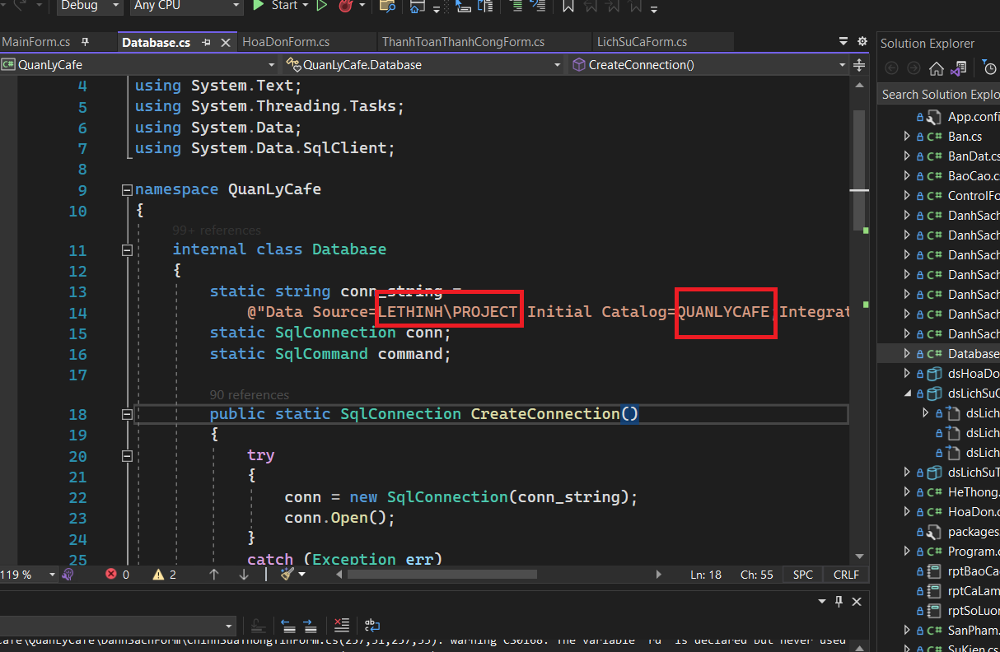 Debug Any CPU Start
MainForm.cs Database.cs HoaDonForm.cs ThanhToanThanhCongForm.cs LichSuCaForm.cs
Solution Explorer
C# QuanLyCafe QuanLyCafe.Database CreateConnection()
Search Solution Explo
4 using System.Text;
5 using System.Threading.Tasks;
6 using System.Data;
7 using System.Data.SqlClient;
8
9 namespace QuanLyCafe
10 {
99+ references
11 internal class Database
12 {
13 static string conn_string =
14 @"Data Source=LETHINH\PROJECT Initial Catalog=QUANLYCAFE;Integrat
15 static SqlConnection conn;
16 static SqlCommand command;
17
90 references
18 public static SqlConnection CreateConnection()
19 {
20 try
21 {
22 conn = new SqlConnection(conn_string);
23 conn.Open();
24 }
25 catch (Exception err)
App.confi
C# Ban.cs
C# BanDat.cs
C# BaoCao.c
C# ControlFo
C# DanhSach
C# DanhSach
C# DanhSach
C# DanhSach
C# DanhSach
C# DanhSach
C# DanhSach
C# Database
dsHoaDo
dsLichSuC
dsLich
dsLich
dsLich
dsLichSuT
C# HeThong.
C# HoaDon.c
packages
C# Program.c
rptBaoCa
rptCaLam
rptSoLuor
C# SanPham.
C# SuKien.cs
119 % 0 2 Ln: 18 Ch: 55 SPC CRLF
cafe\QuanLyCafe\DanhSachForm\ChinhSuaThongTinForm.cs(257,51,257,55): warning CS0168: The variable 'rd' is declared but never used